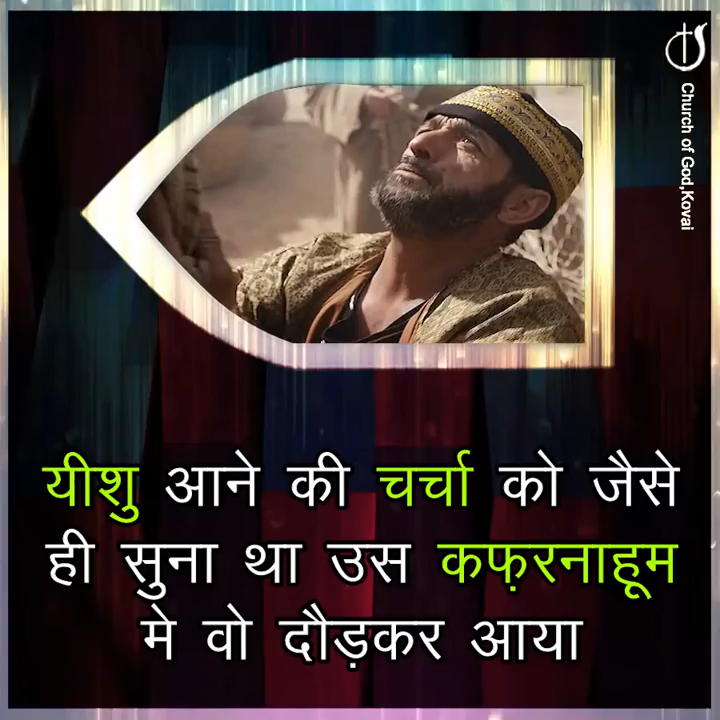 Church of God,Kovai
यीशु आने की चर्चा को जैसे
ही सुना था उस कफ़रनाहूम
मे वो दौड़कर आया